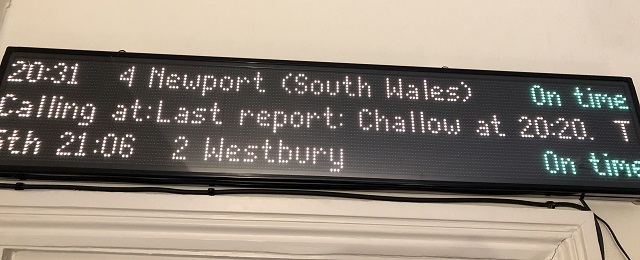 20:31 4 Newport (South Wales) On time
Calling at:Last report: Challow at 20:20. T
5th 21:06 2 Westbury On time